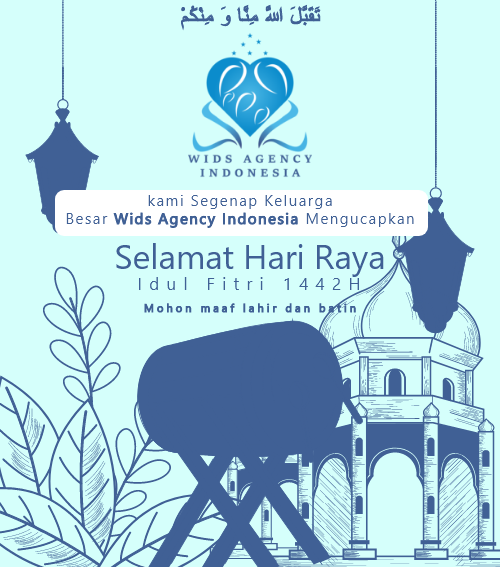 تَقَبَّلَ اللهُ مِنَّا وَ مِنْكُمْ
WIDS AGENCY
INDONESIA
kami Segenap Keluarga
Besar Wids Agency Indonesia Mengucapkan
Selamat Hari Raya
Idul Fitri 1442H
Mohon maaf lahir dan batin